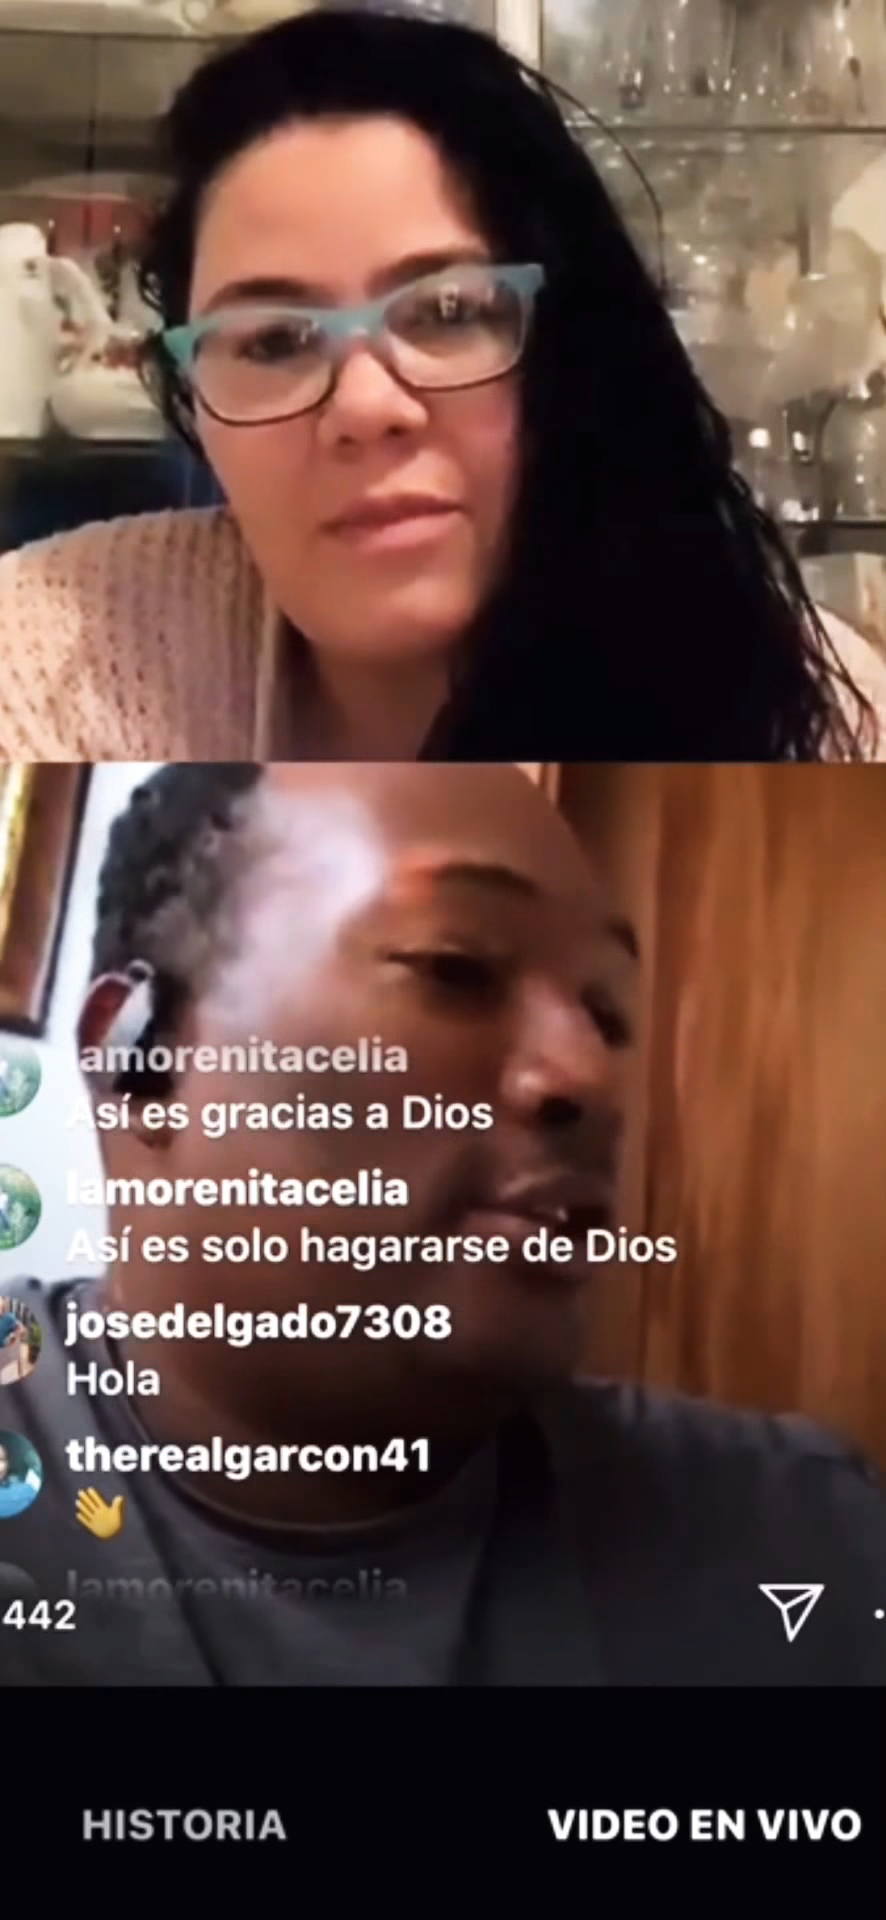 lamorenitacelia
Así es gracias a Dios
lamorenitacelia
Así es solo hagararse de Dios
josedelgado7308
Hola
therealgarcon41
👋
lamorenitacelia
442
HISTORIA
VIDEO EN VIVO